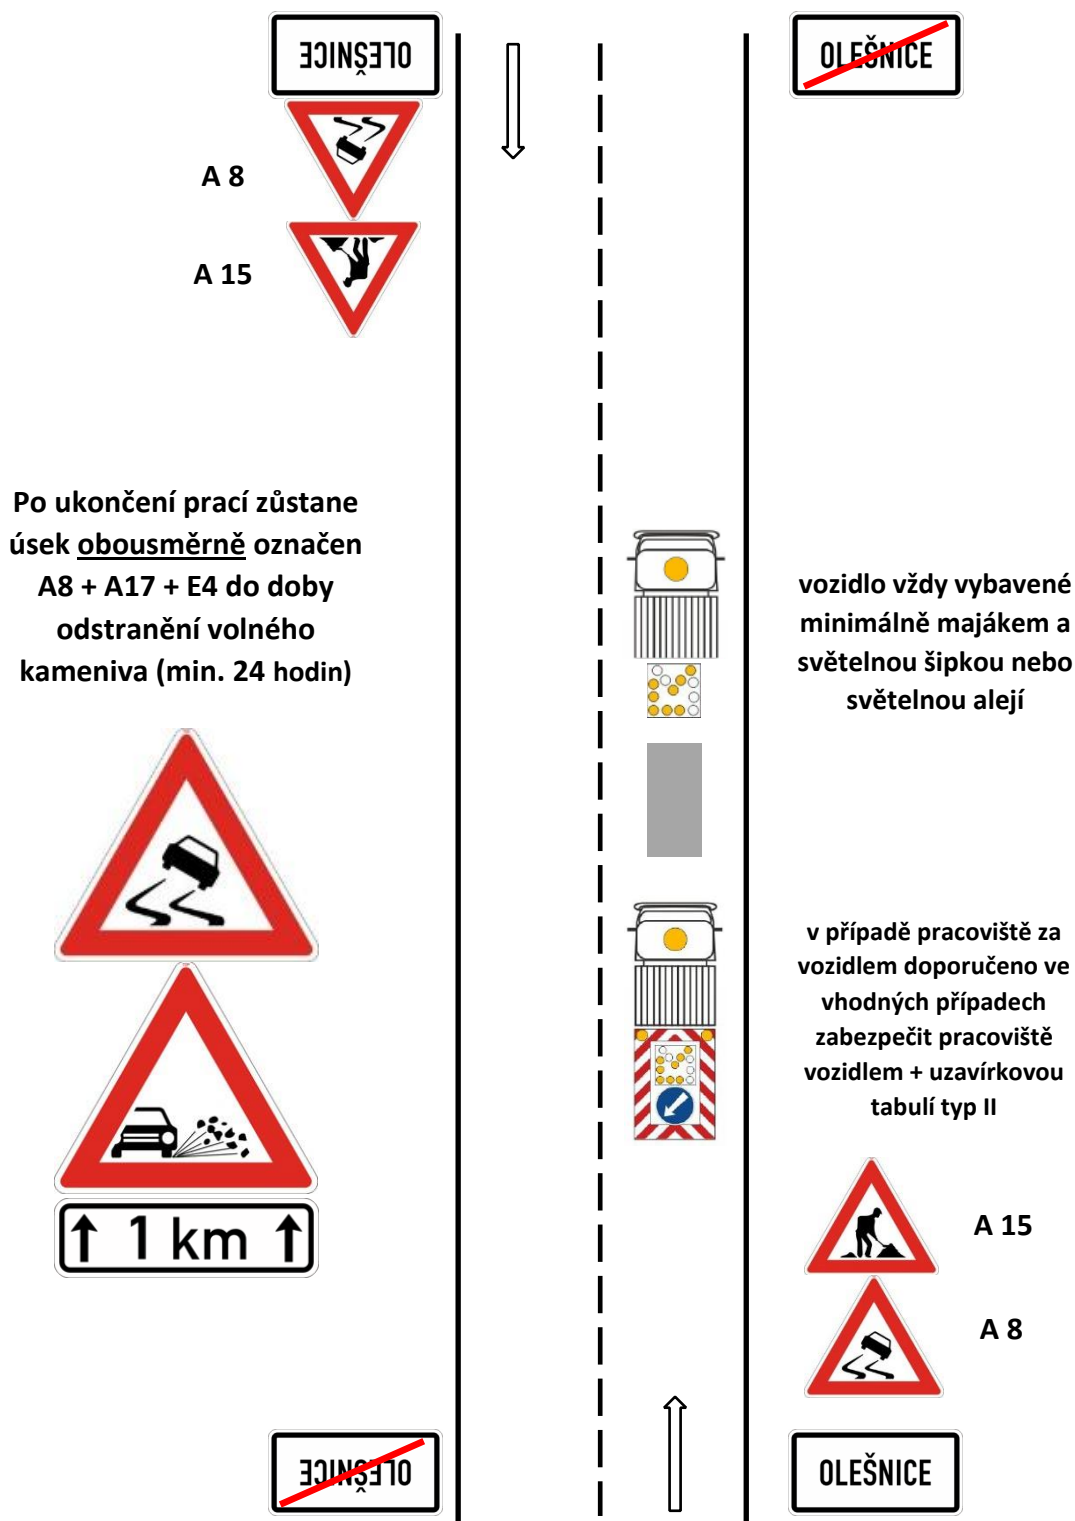 OLEŠNICE
OLEŠNICE
A 8
A 15
Po ukončení prací zůstane
úsek obousměrně označen
A8 + A17 + E4 do doby
odstranění volného
kameniva (min. 24 hodin)
vozidlo vždy vybavené
minimálně majákem a
světelnou šipkou nebo
světelnou alejí
v případě pracoviště za
vozidlem doporučeno ve
vhodných případech
zabezpečit pracoviště
vozidlem + uzavírkovou
tabulí typ II
1 km
A 15
A 8
OLEŠNICE
OLEŠNICE